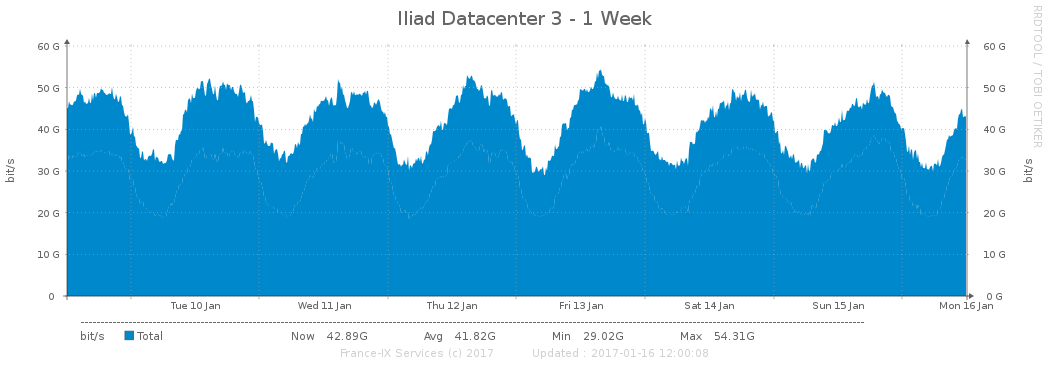 Iliad Datacenter 3 - 1 Week
RRDTOOL / TOBI OETIKER
60 G 60 G
50 G 50 G
40 G 40 G
30 G 30 G
20 G 20 G
10 G 10 G
0 0 G
bit/s
bit/s
Tue 10 Jan Wed 11 Jan Thu 12 Jan Fri 13 Jan Sat 14 Jan Sun 15 Jan Mon 16 Jan
bit/s Total Now 42.89G Avg 41.82G Min 29.02G Max 54.31G
France-IX Services (c) 2017 Updated : 2017-01-16 12:00:08